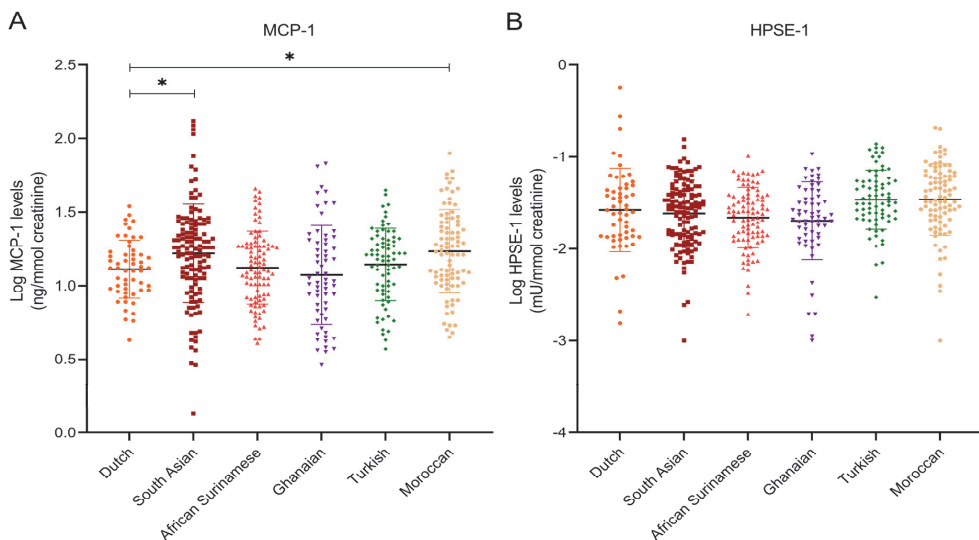 A
MCP-1
Log MCP-1 levels
(ng/mmol creatinine)
2.5
2.0
1.5
1.0
0.5
0.0
*
*
Dutch
South Asian
African Surinamese
Ghanaian
Turkish
Moroccan
B
HPSE-1
Log HPSE-1 levels
(mU/mmol creatinine)
-0
-1
-2
-3
-4
Dutch
South Asian
African Surinamese
Ghanaian
Turkish
Moroccan